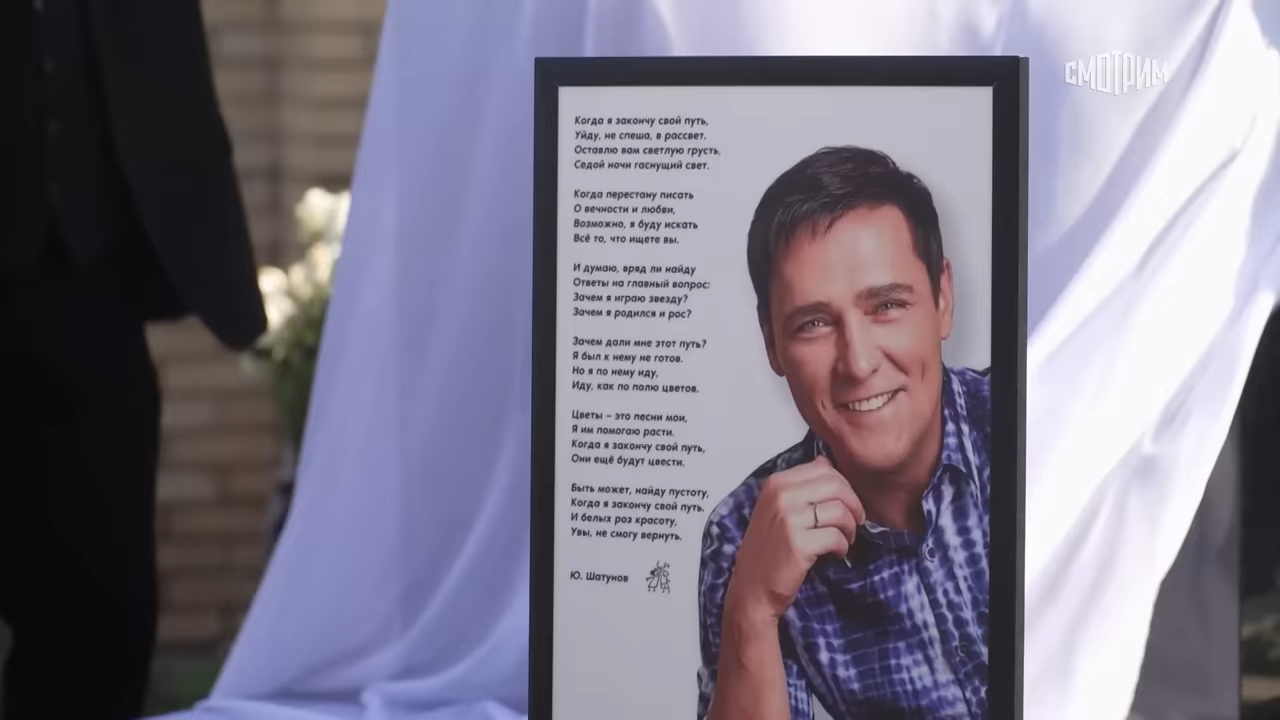 СМОТРИМ
Когда я закончу свой путь,
Уйду, не спеша, в рассвет.
Оставлю вам светлую грусть,
Седой ночи гаснущий свет.
Когда перестану писать
О вечности и любви,
Возможно, я буду искать
Всё то, что ищете вы.
И думаю, вряд ли найду
Ответы на главный вопрос:
Зачем я играю звезду?
Зачем я родился и рос?
Зачем дали мне этот путь?
Я был к нему не готов.
Но я по нему иду,
Иду, как по полю цветов.
Цветы – это песни мои,
Я им помогаю расти.
Когда я закончу свой путь,
Они ещё будут цвести.
Быть может, найду пустоту,
Когда я закончу свой путь.
И белых роз красоту,
Увы, не смогу вернуть.
Ю. Шатунов